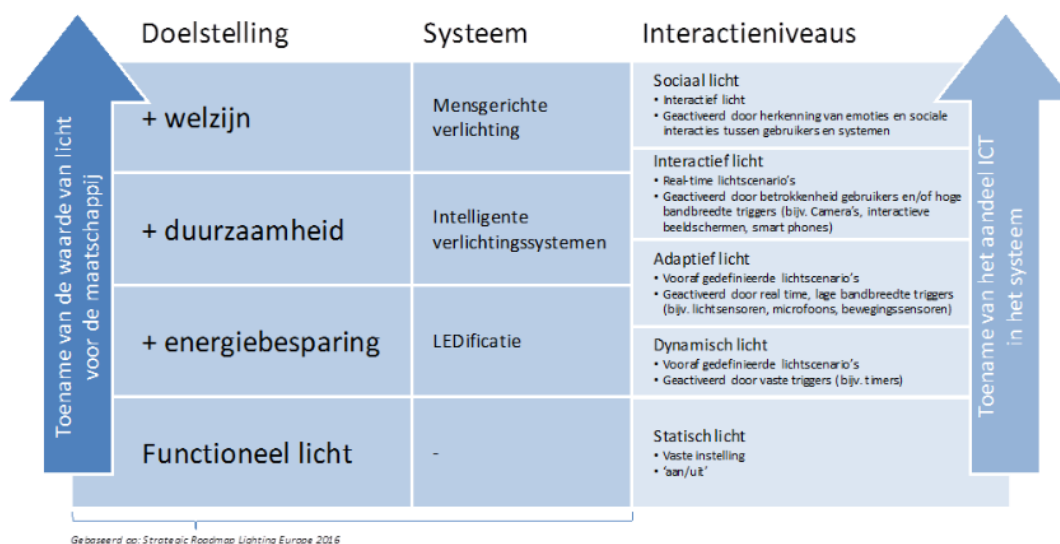 Doelstelling
Systeem
Interactieniveaus
Toename van de waarde van licht
voor de maatschappij
+ welzijn
Mensgerichte
verlichting
Sociaal licht
• Interactief licht
• Geactiveerd door herkenning van emoties en sociale
interacties tussen gebruikers en systemen
+ duurzaamheid
Intelligente
verlichtingssystemen
Interactief licht
• Real-time lichtscenario's
• Geactiveerd door betrokkenheid gebruikers en/of hoge
bandbreedte triggers (bijv. Camera's, interactieve
beeldschermen, smart phones)
Adaptief licht
• Vooraf gedefinieerde lichtscenario's
• Geactiveerd door real time, lage bandbreedte triggers
(bijv. lichtsensoren, microfoons, bewegingssensoren)
+ energiebesparing
LEDificatie
Dynamisch licht
• Vooraf gedefinieerde lichtscenario's
• Geactiveerd door vaste triggers (bijv. timers)
Functioneel licht
-
Statisch licht
• Vaste instelling
• 'aan/uit'
Toename van het aandeel ICT
in het systeem
Gebaseerd op: Strategic Roadmap Lighting Europe 2016